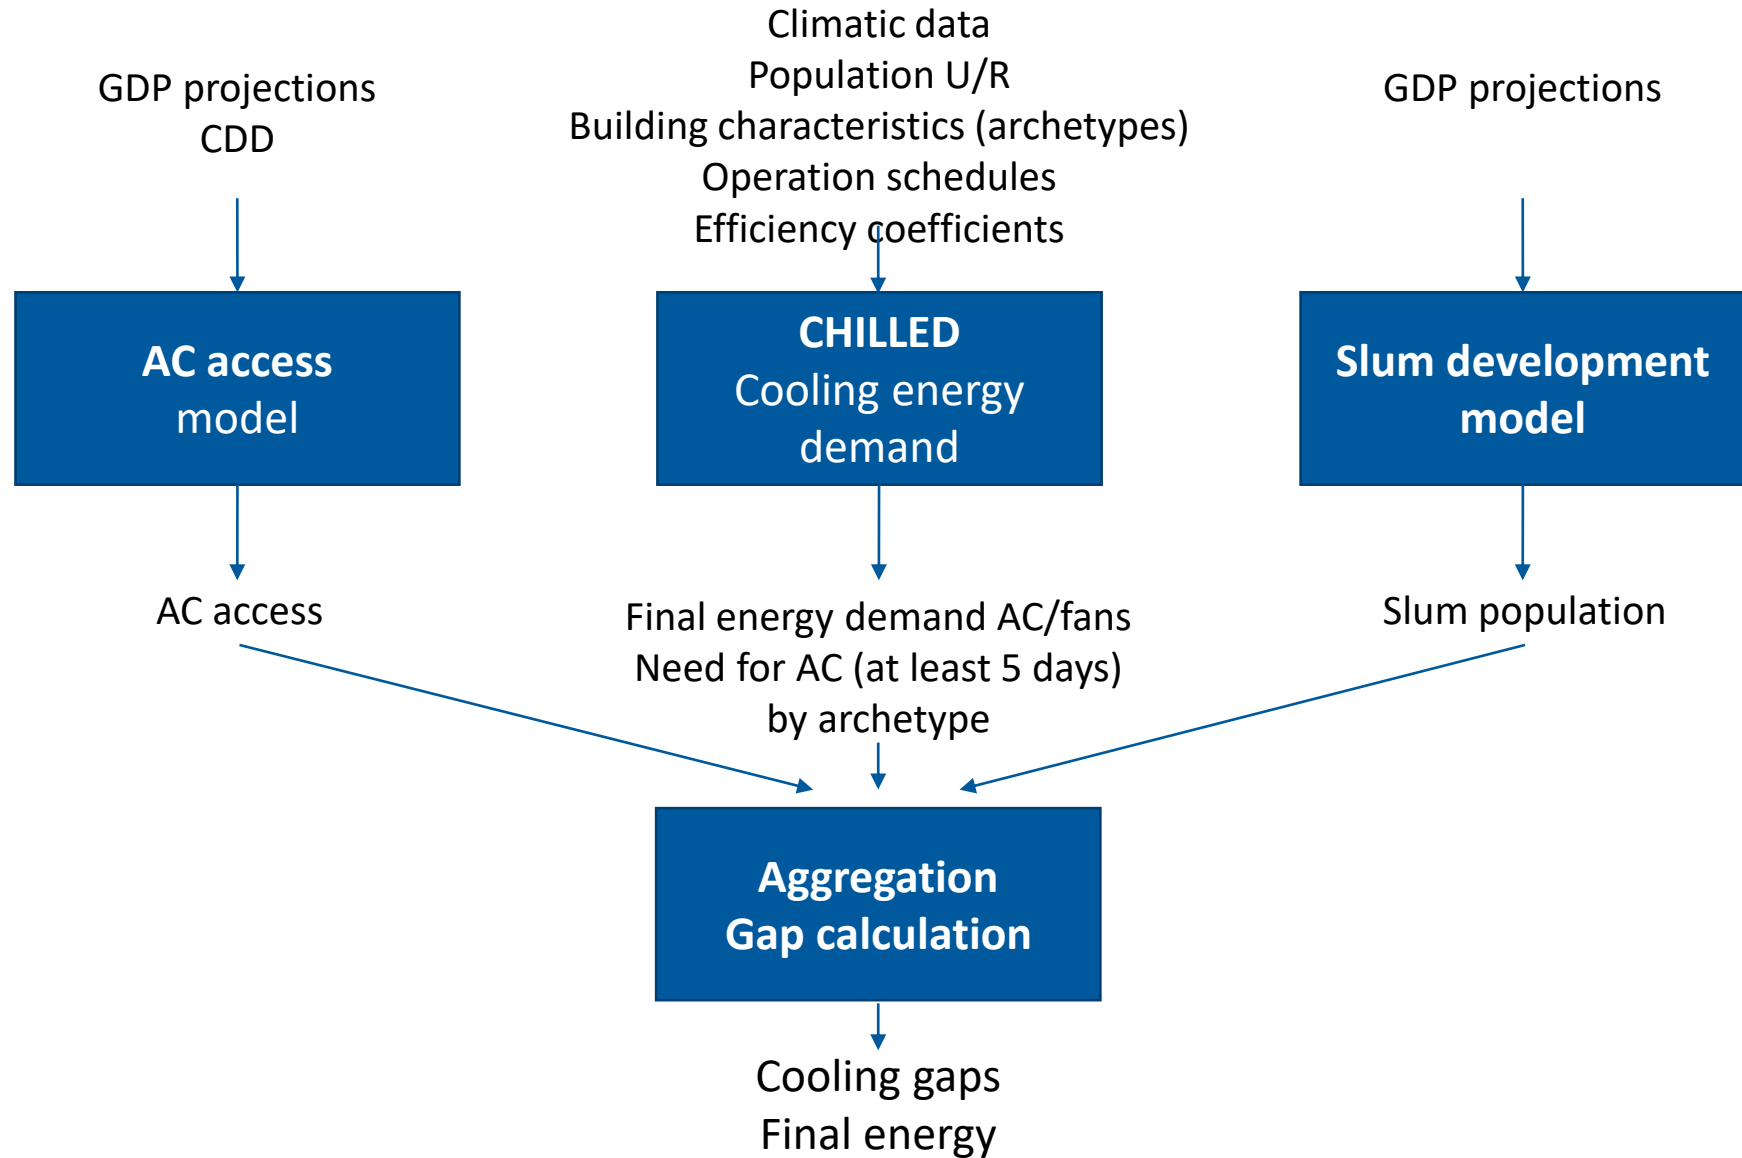 GDP projections
CDD
Climatic data
Population U/R
Building characteristics (archetypes)
Operation schedules
Efficiency coefficients
GDP projections
AC access
model
CHILLED
Cooling energy
demand
Slum development
model
AC access
Final energy demand AC/fans
Need for AC (at least 5 days)
by archetype
Slum population
Aggregation
Gap calculation
Cooling gaps
Final energy